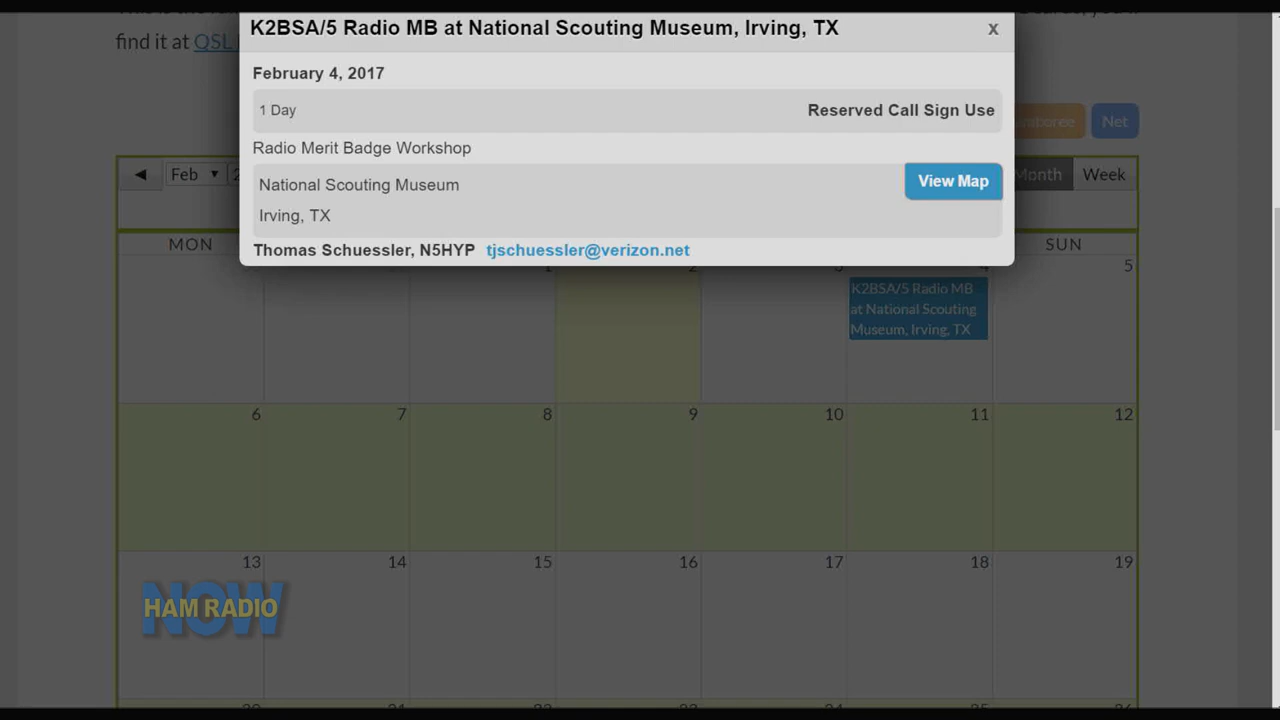 K2BSA/5 Radio MB at National Scouting Museum, Irving, TX
x
find it at QSL
February 4, 2017
1 Day
Reserved Call Sign Use
Net
Radio Merit Badge Workshop
◀ Feb ▼ 2
National Scouting Museum
View Map
Month Week
Irving, TX
Thomas Schuessler, N5HYP tjschuessler@verizon.net
MON
SUN
1 2 3 4 5
K2BSA/5 Radio MB
at National Scouting
Museum, Irving, TX
6 7 8 9 10 11 12
13 14 15 16 17 18 19
NOW
HAM RADIO